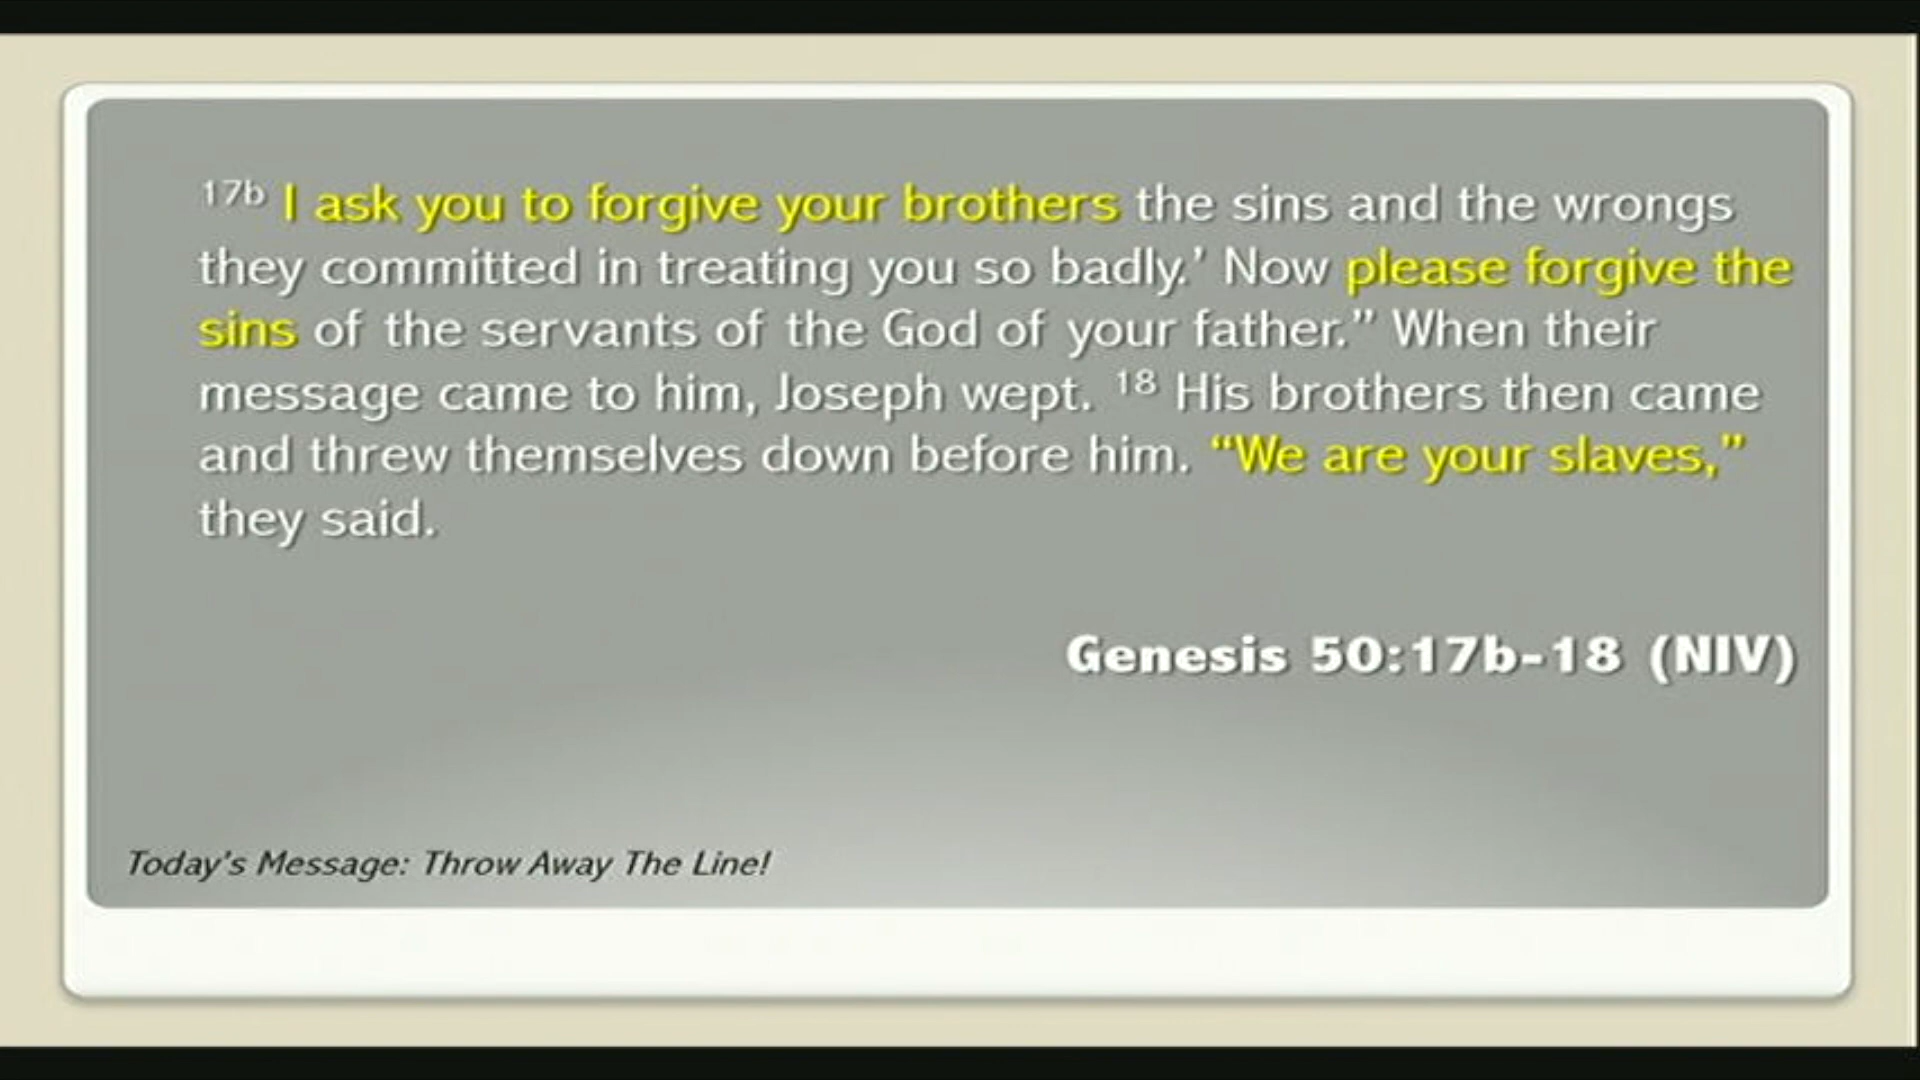 17b I ask you to forgive your brothers the sins and the wrongs
they committed in treating you so badly.’ Now please forgive the
sins of the servants of the God of your father.” When their
message came to him, Joseph wept. 18 His brothers then came
and threw themselves down before him. “We are your slaves,”
they said.
Genesis 50:17b-18 (NIV)
Today's Message: Throw Away The Line!